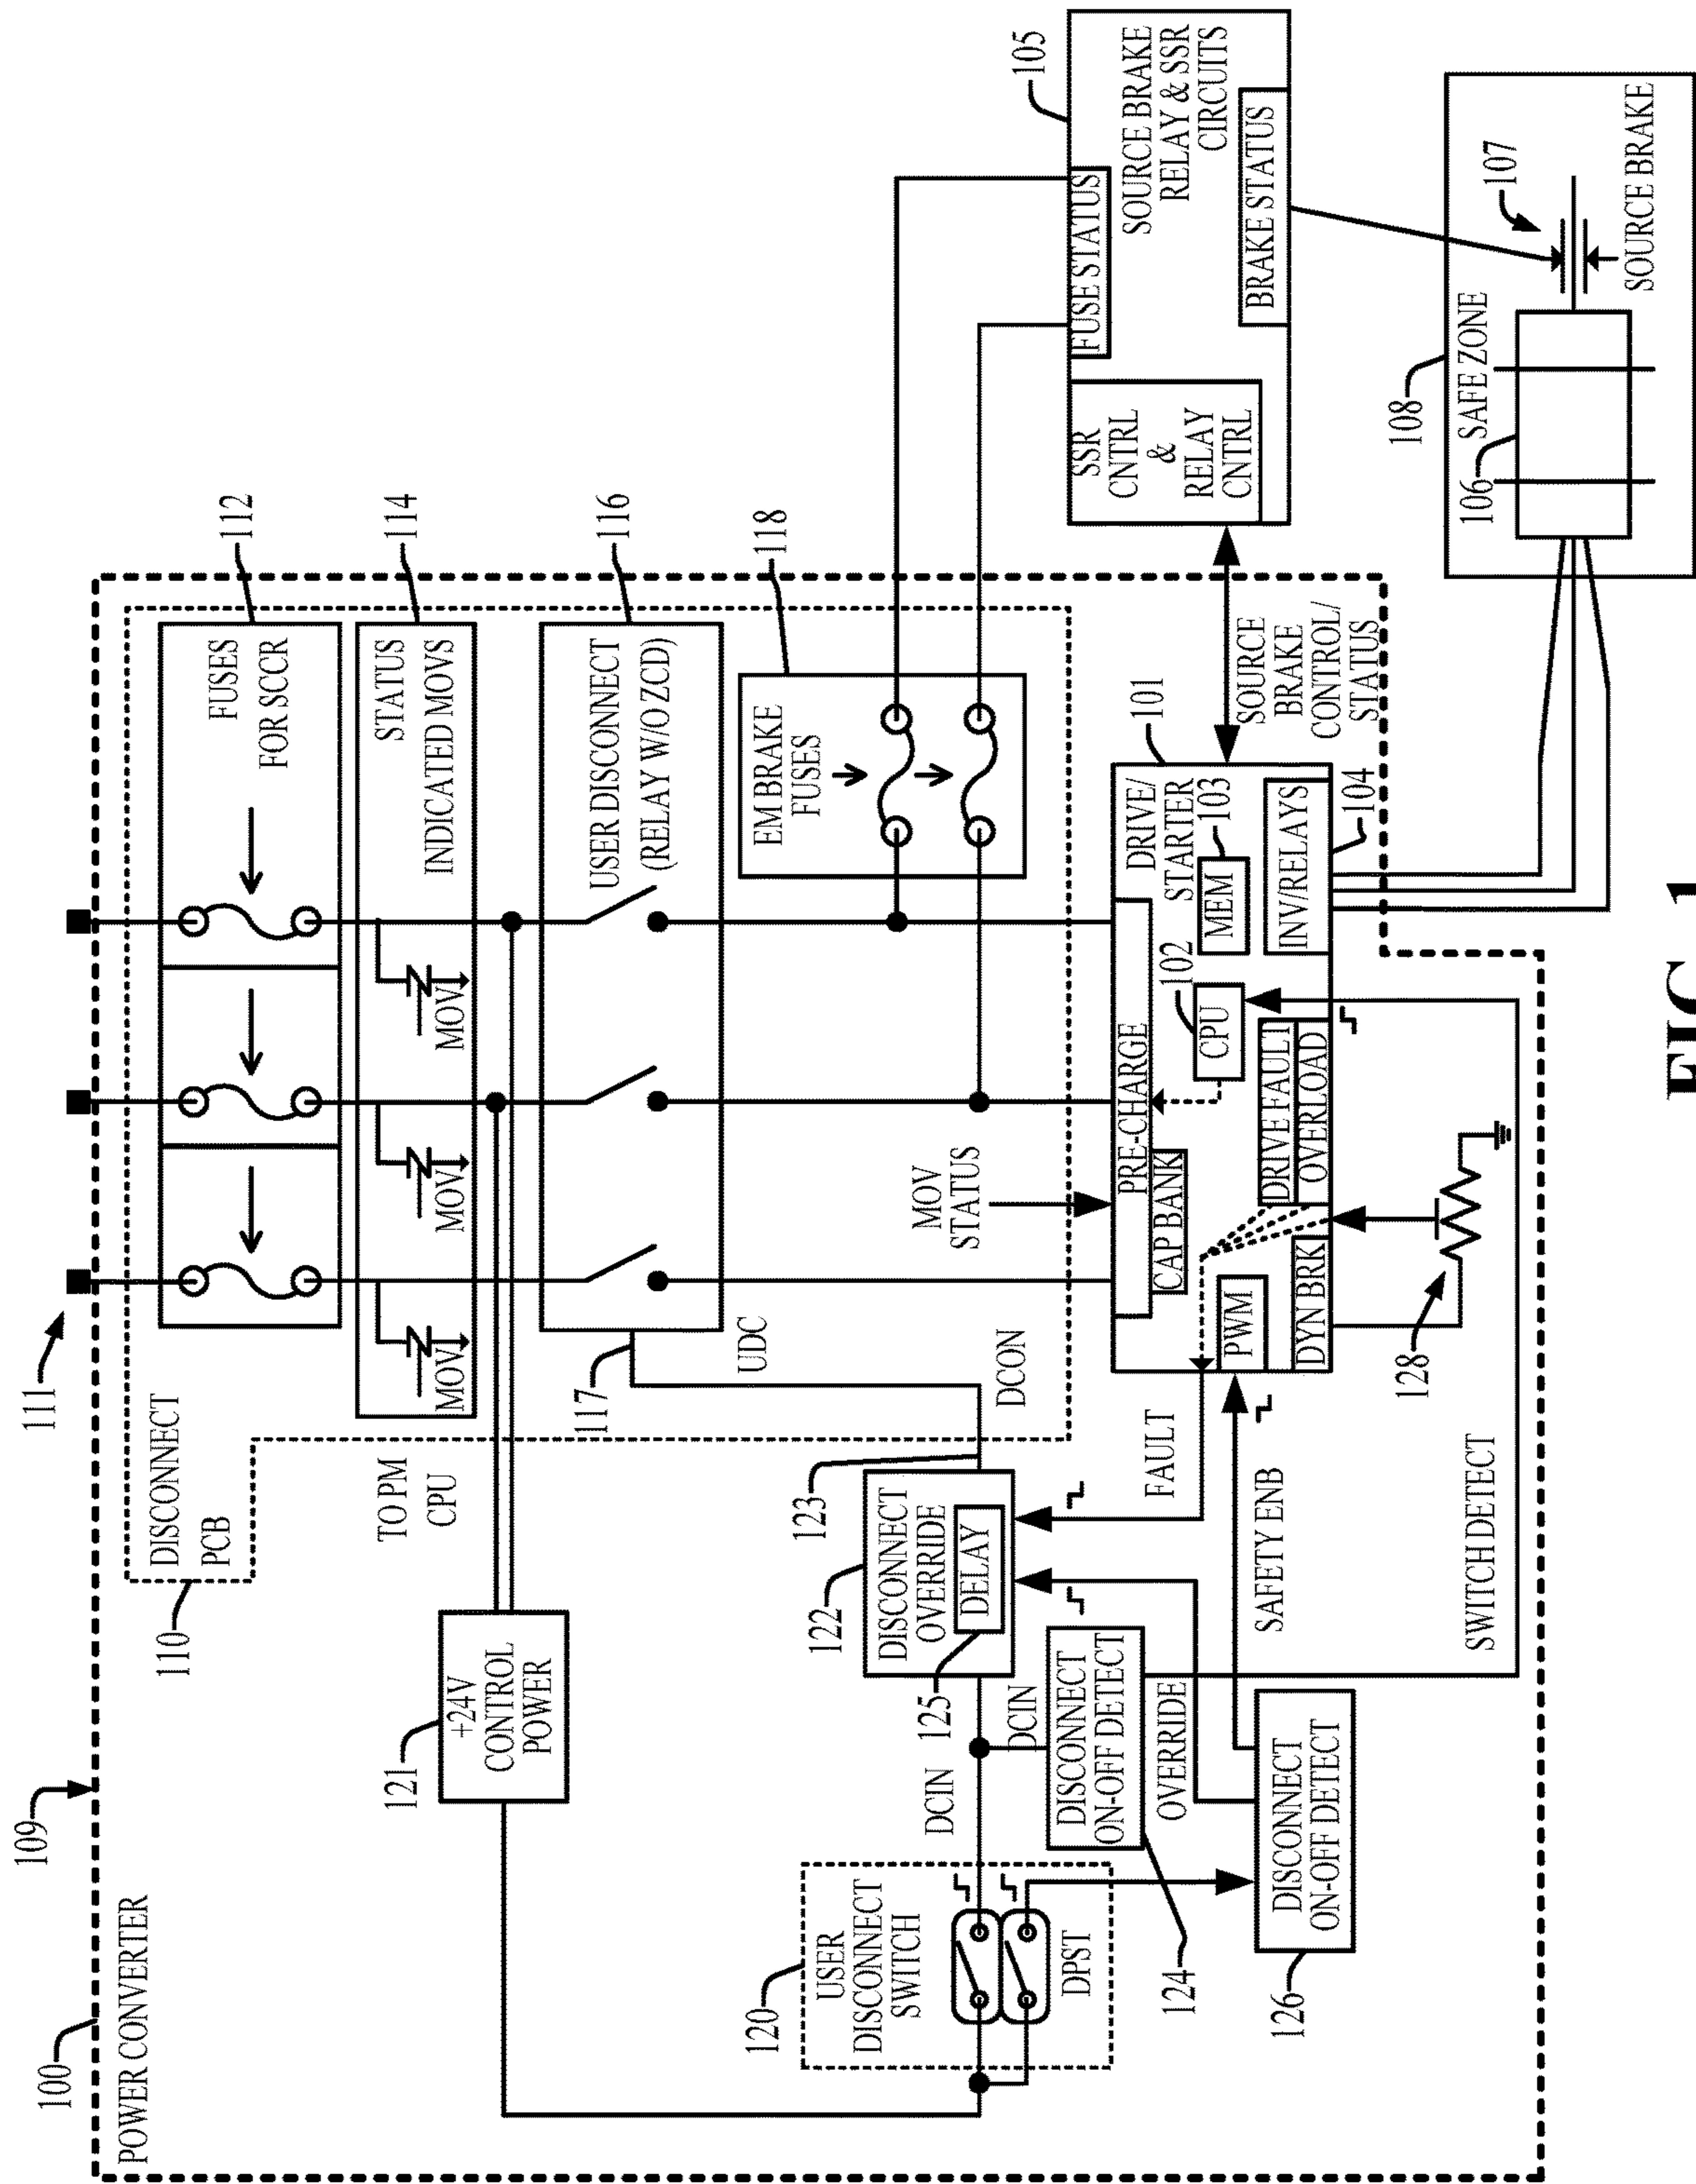 100
POWER CONVERTER
109
111
DISCONNECT
PCB
110
FUSES
FOR SCCR
112
MOV
MOV
MOV
STATUS
INDICATED MOVS
114
TO PM
CPU
+24V
CONTROL
POWER
121
USER DISCONNECT
(RELAY W/O ZCD)
116
117
UDC
DCON
EM BRAKE
FUSES
118
MOV
STATUS
USER
DISCONNECT
SWITCH
120
DPST
DCIN
DCIN
DISCONNECT
OVERRIDE
DELAY
122
123
125
DISCONNECT
ON-OFF DETECT
124
OVERRIDE
DISCONNECT
ON-OFF DETECT
126
FAULT
SAFETY ENB
SWITCH DETECT
PRE-CHARGE
CAP BANK
DRIVE/
STARTER
101
CPU
102
MEM
103
PWM
DYN BRK
DRIVE FAULT
OVERLOAD
INV/RELAYS
104
128
SOURCE
BRAKE
CONTROL/
STATUS
FUSE STATUS
SSR
CNTRL
&
RELAY
CNTRL
SOURCE BRAKE
RELAY & SSR
CIRCUITS
BRAKE STATUS
105
108
SAFE ZONE
106
107
SOURCE BRAKE
FIG. 1